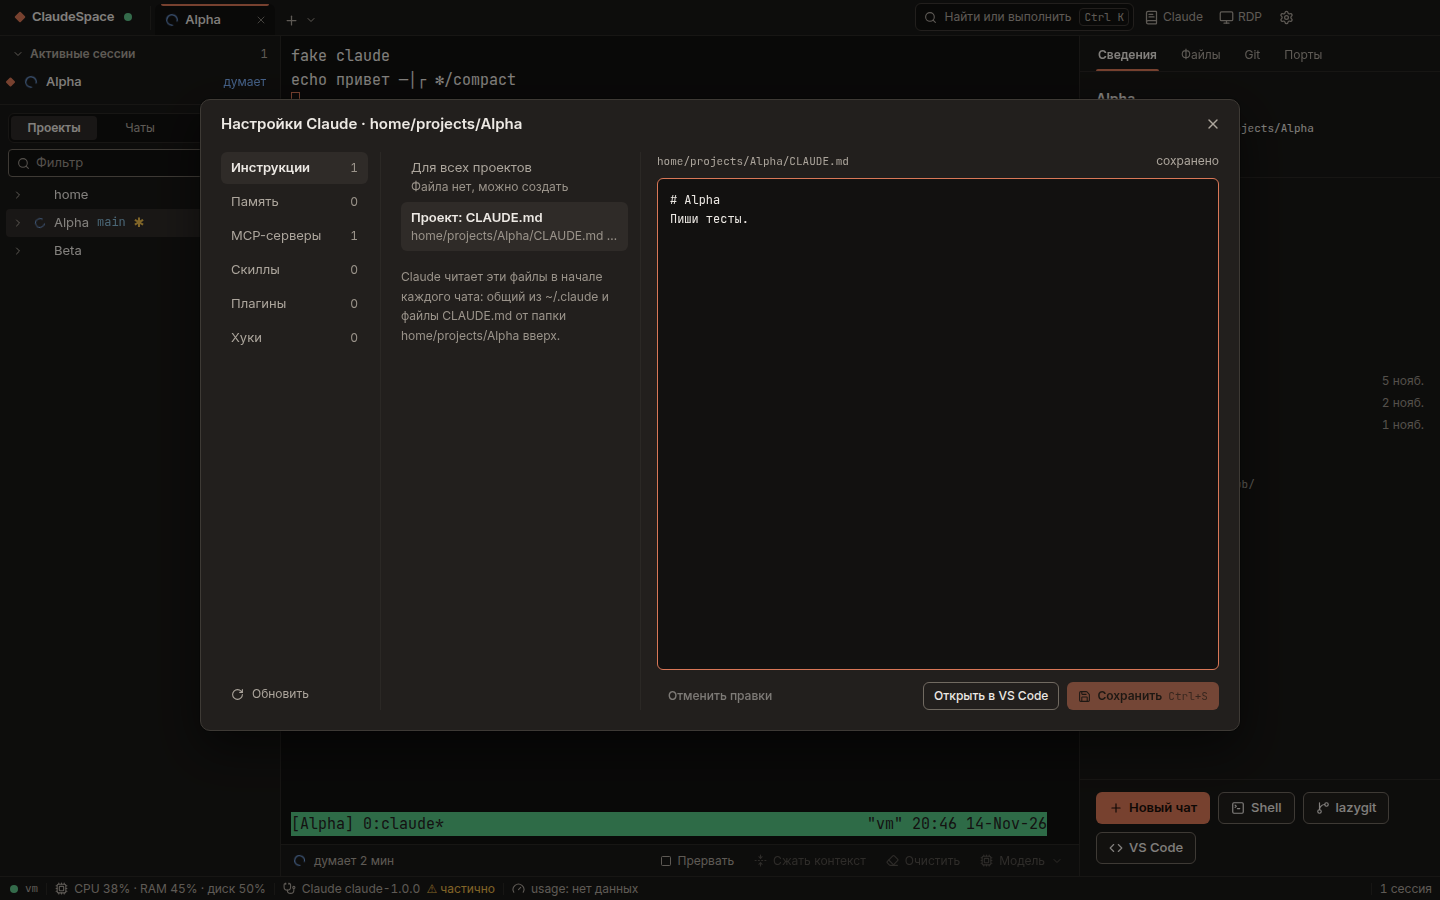 ClaudeSpace
Alpha
Найти или выполнить Ctrl K
Claude
RDP
Активные сессии 1
Alpha думает
Проекты
Чаты
Фильтр
home
Alpha main
Beta
fake claude
echo привет ─│┌ ✻/compact
Сведения
Файлы
Git
Порты
Alpha
jects/Alpha
5 нояб.
2 нояб.
1 нояб.
b/
Настройки Claude · home/projects/Alpha
Инструкции 1
Память 0
MCP-серверы 1
Скиллы 0
Плагины 0
Хуки 0
Обновить
Для всех проектов
Файла нет, можно создать
Проект: CLAUDE.md
home/projects/Alpha/CLAUDE.md ...
Claude читает эти файлы в начале
каждого чата: общий из ~/.claude и
файлы CLAUDE.md от папки
home/projects/Alpha вверх.
home/projects/Alpha/CLAUDE.md сохранено
# Alpha
Пиши тесты.
Отменить правки
Открыть в VS Code
Сохранить Ctrl+S
[Alpha] 0:claude* "vm" 20:46 14-Nov-26
думает 2 мин
Прервать
Сжать контекст
Очистить
Модель
Новый чат
Shell
lazygit
VS Code
vm
CPU 38% · RAM 45% · диск 50%
Claude claude-1.0.0 ⚠ частично
usage: нет данных
1 сессия